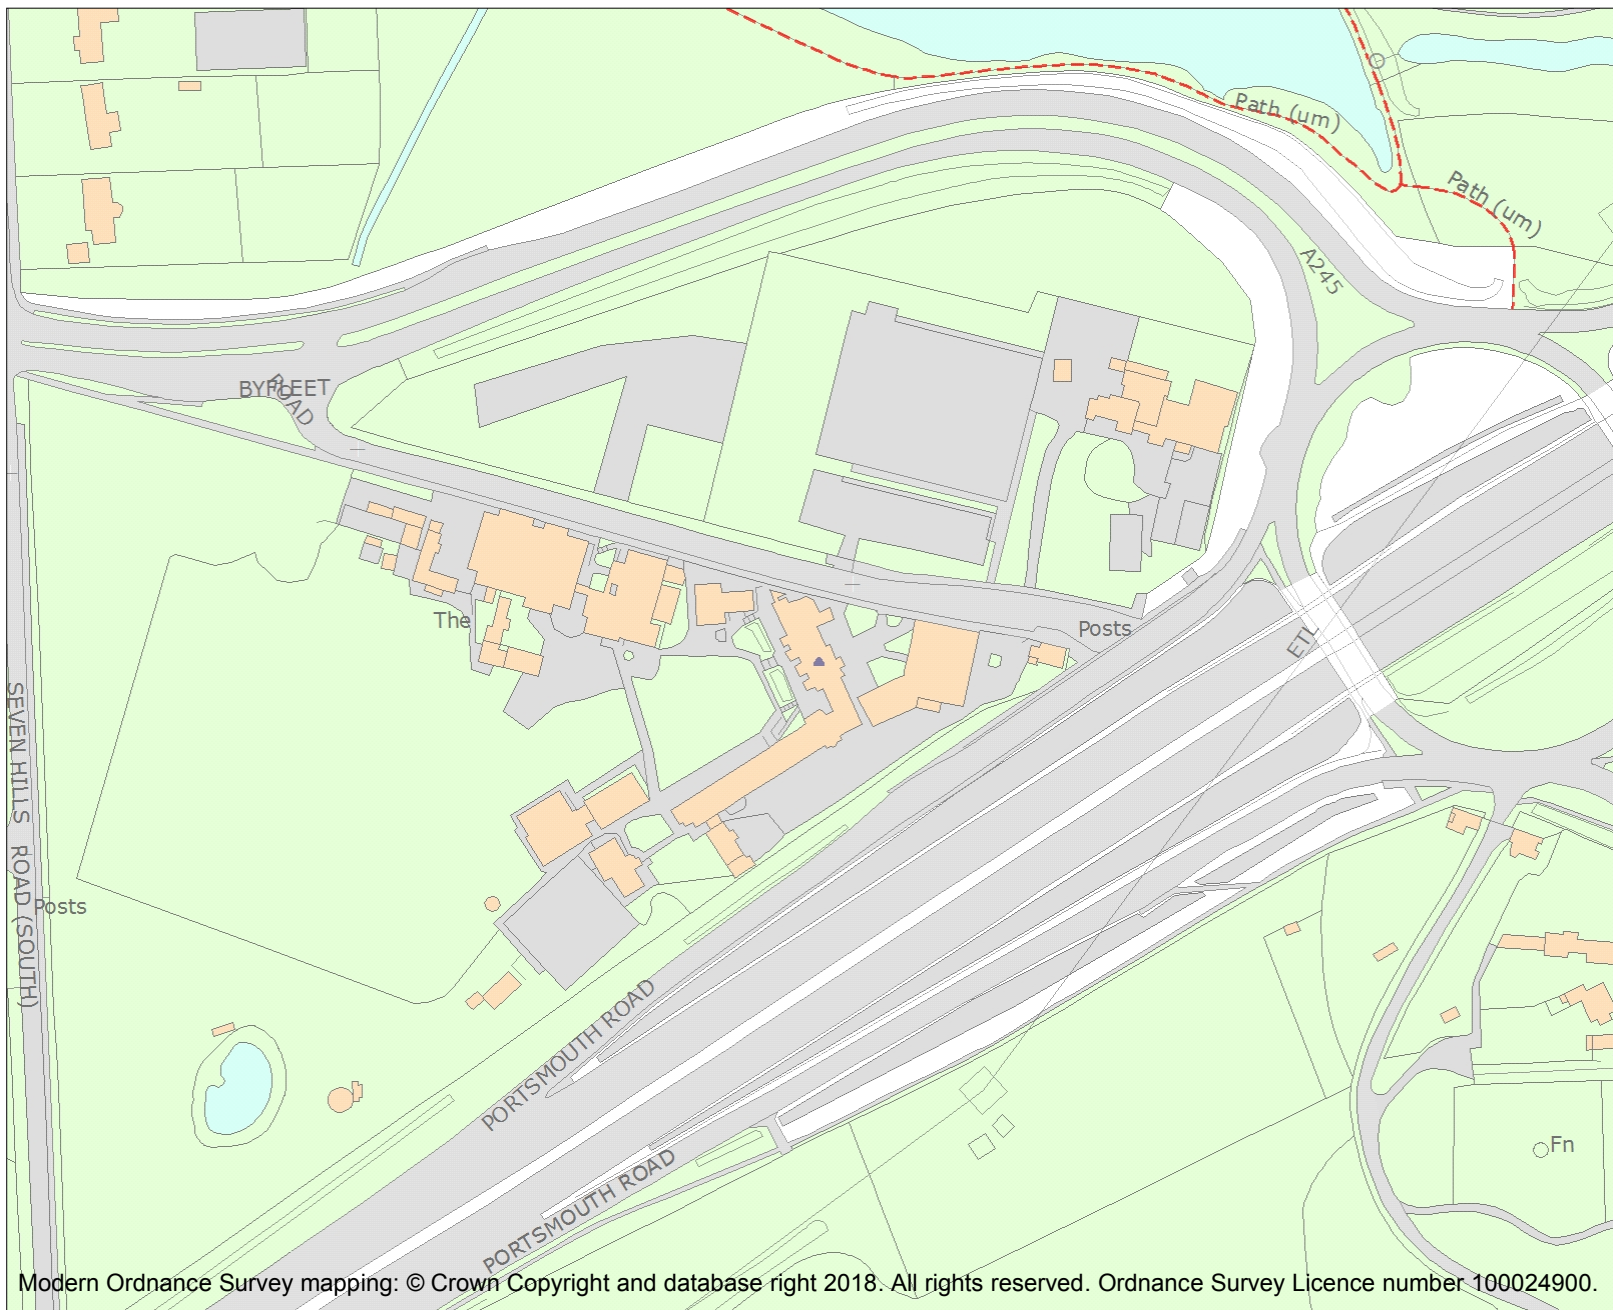 Path (um)
Path (um)
A245
BYFLEET
ROAD
The
Posts
ETL
SEVEN HILLS ROAD (SOUTH)
Posts
PORTSMOUTH ROAD
PORTSMOUTH ROAD
Fn
Modern Ordnance Survey mapping: © Crown Copyright and database right 2018. All rights reserved. Ordnance Survey Licence number 100024900.